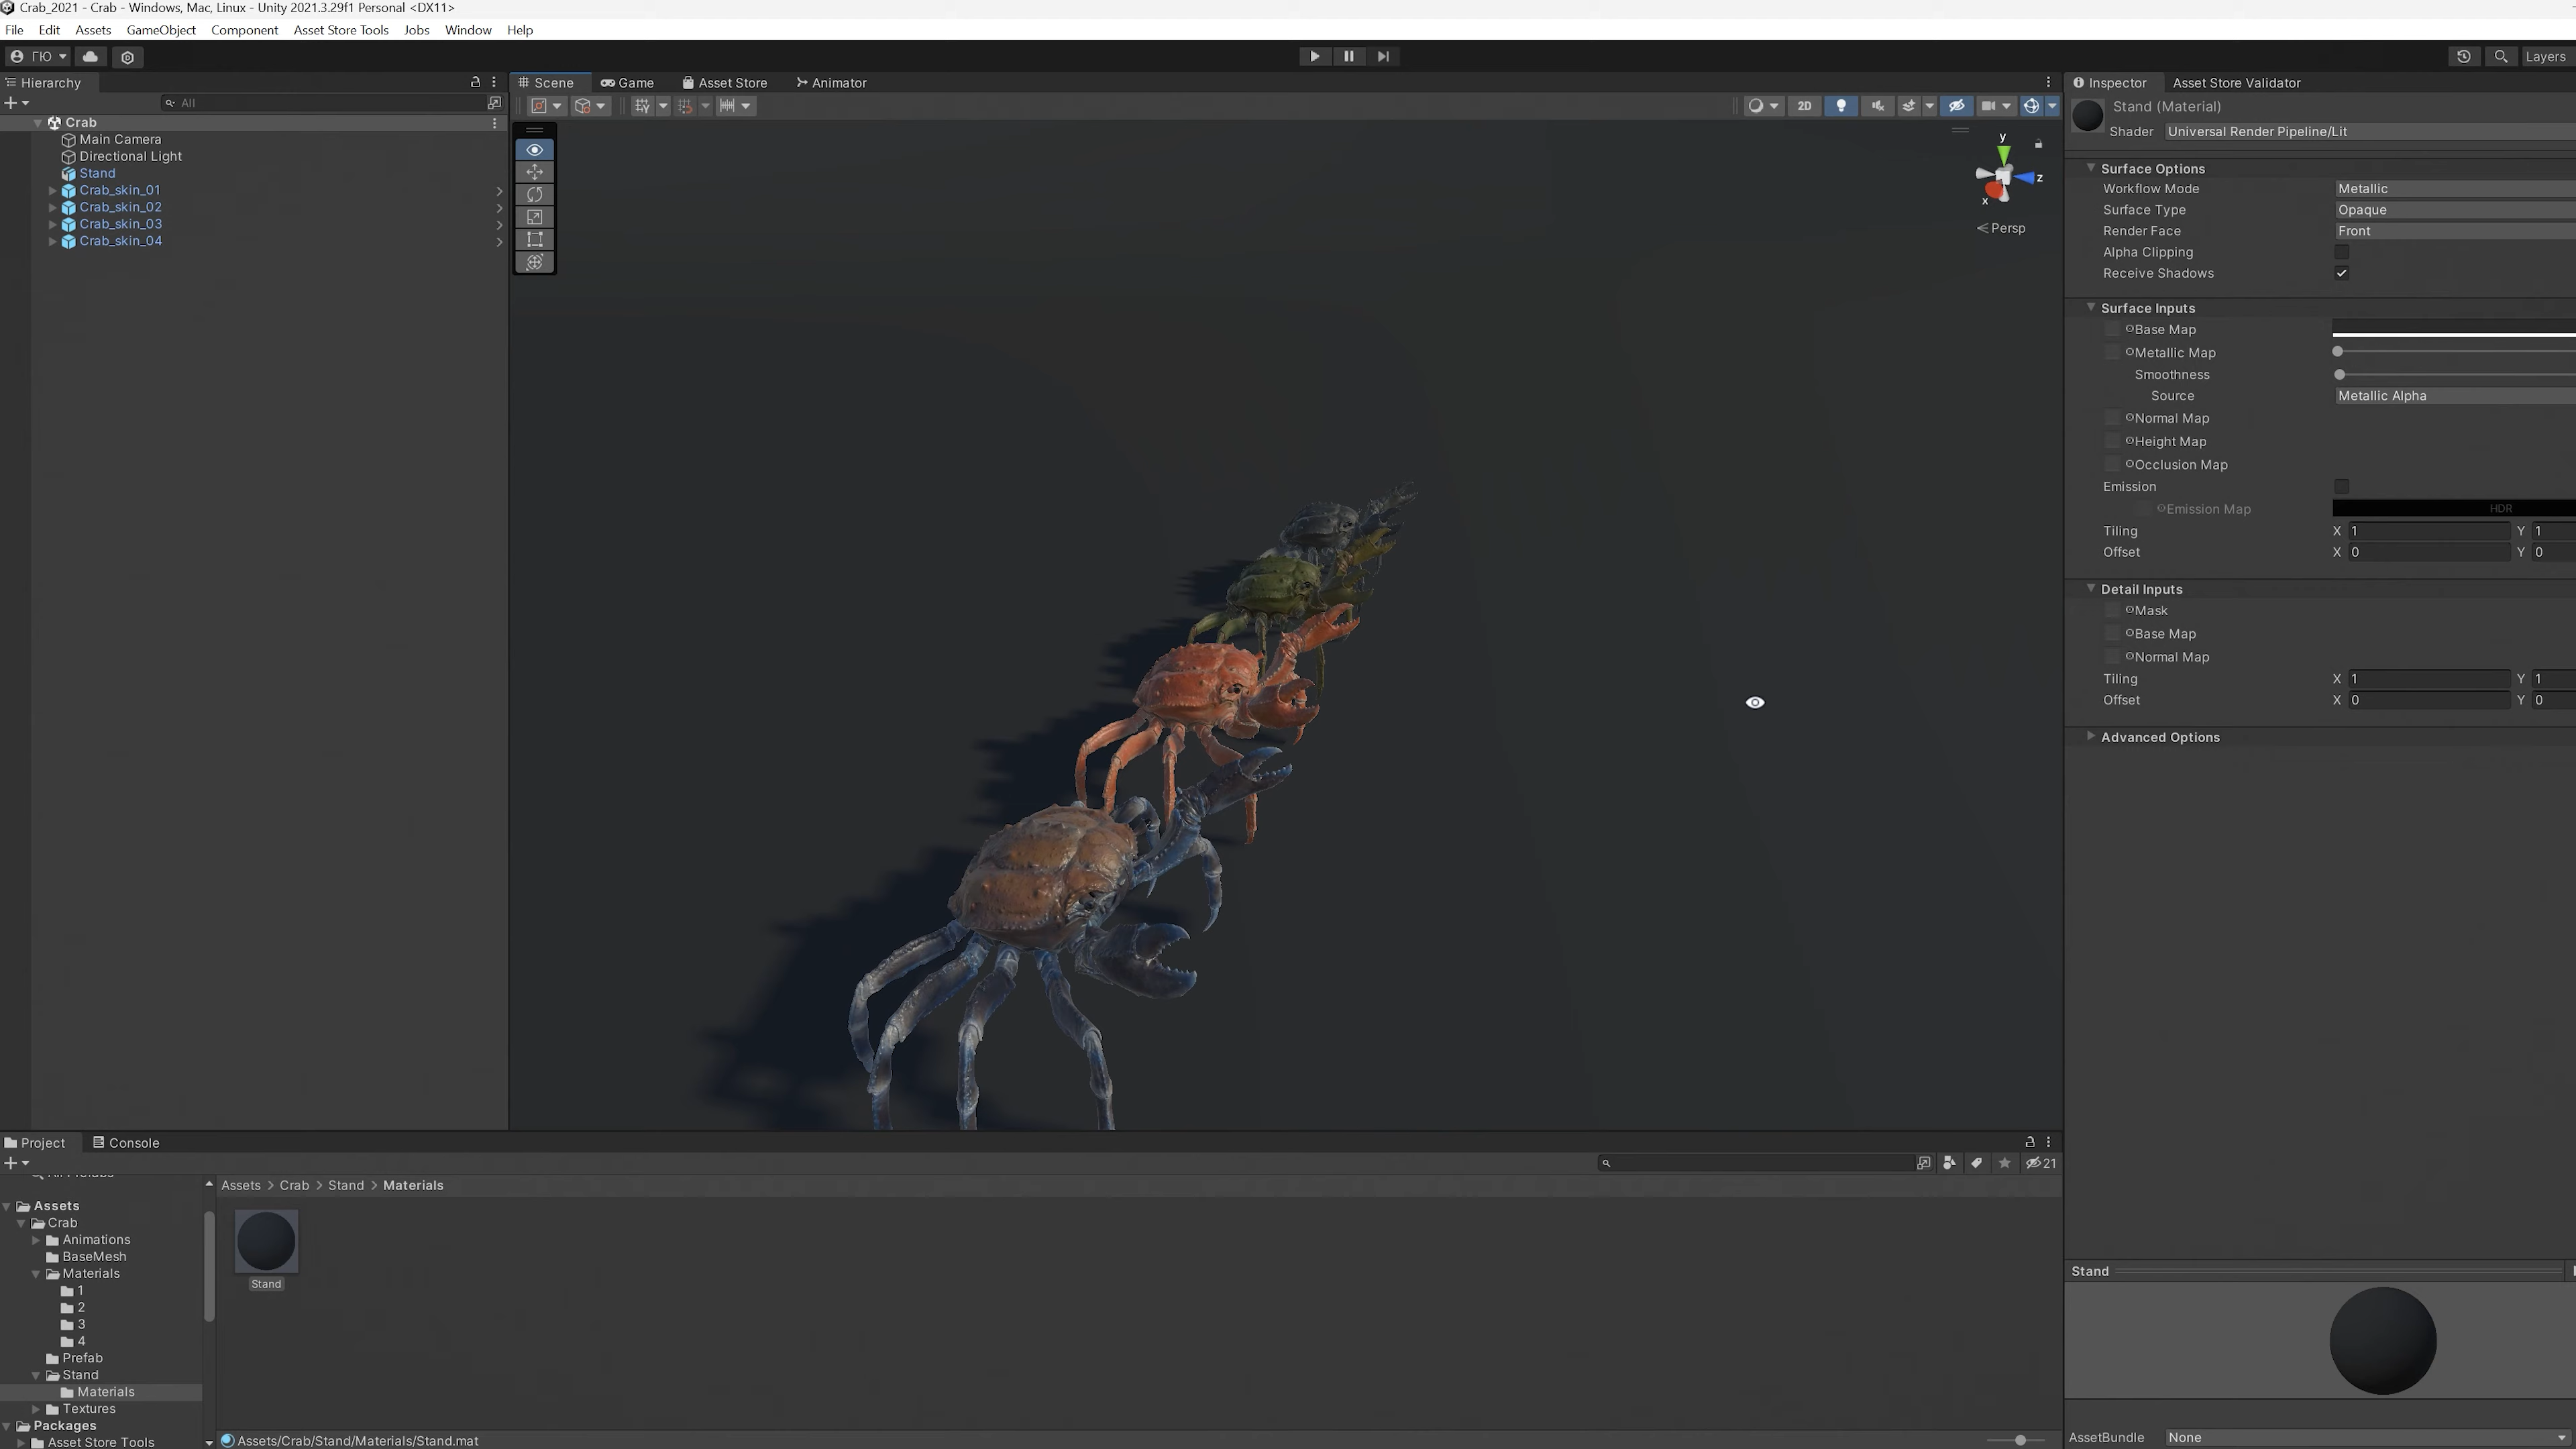 Crab_2021 - Crab - Windows, Mac, Linux - Unity 2021.3.29f1 Personal <DX11>
File Edit Assets GameObject Component Asset Store Tools Jobs Window Help
ГЮ
Layers
Hierarchy
All
Crab
Main Camera
Directional Light
Stand
Crab_skin_01
Crab_skin_02
Crab_skin_03
Crab_skin_04
Scene Game Asset Store Animator
2D
y
z
x
Persp
Inspector Asset Store Validator
Stand (Material)
Shader Universal Render Pipeline/Lit
Surface Options
Workflow Mode Metallic
Surface Type Opaque
Render Face Front
Alpha Clipping
Receive Shadows
Surface Inputs
Base Map
Metallic Map
Smoothness
Source Metallic Alpha
Normal Map
Height Map
Occlusion Map
Emission
Emission Map HDR
Tiling X 1 Y 1
Offset X 0 Y 0
Detail Inputs
Mask
Base Map
Normal Map
Tiling X 1 Y 1
Offset X 0 Y 0
Advanced Options
Project Console
21
All Prefabs
Assets
Crab
Animations
BaseMesh
Materials
1
2
3
4
Prefab
Stand
Materials
Textures
Packages
Asset Store Tools
Assets > Crab > Stand > Materials
Stand
Assets/Crab/Stand/Materials/Stand.mat
Stand
AssetBundle None